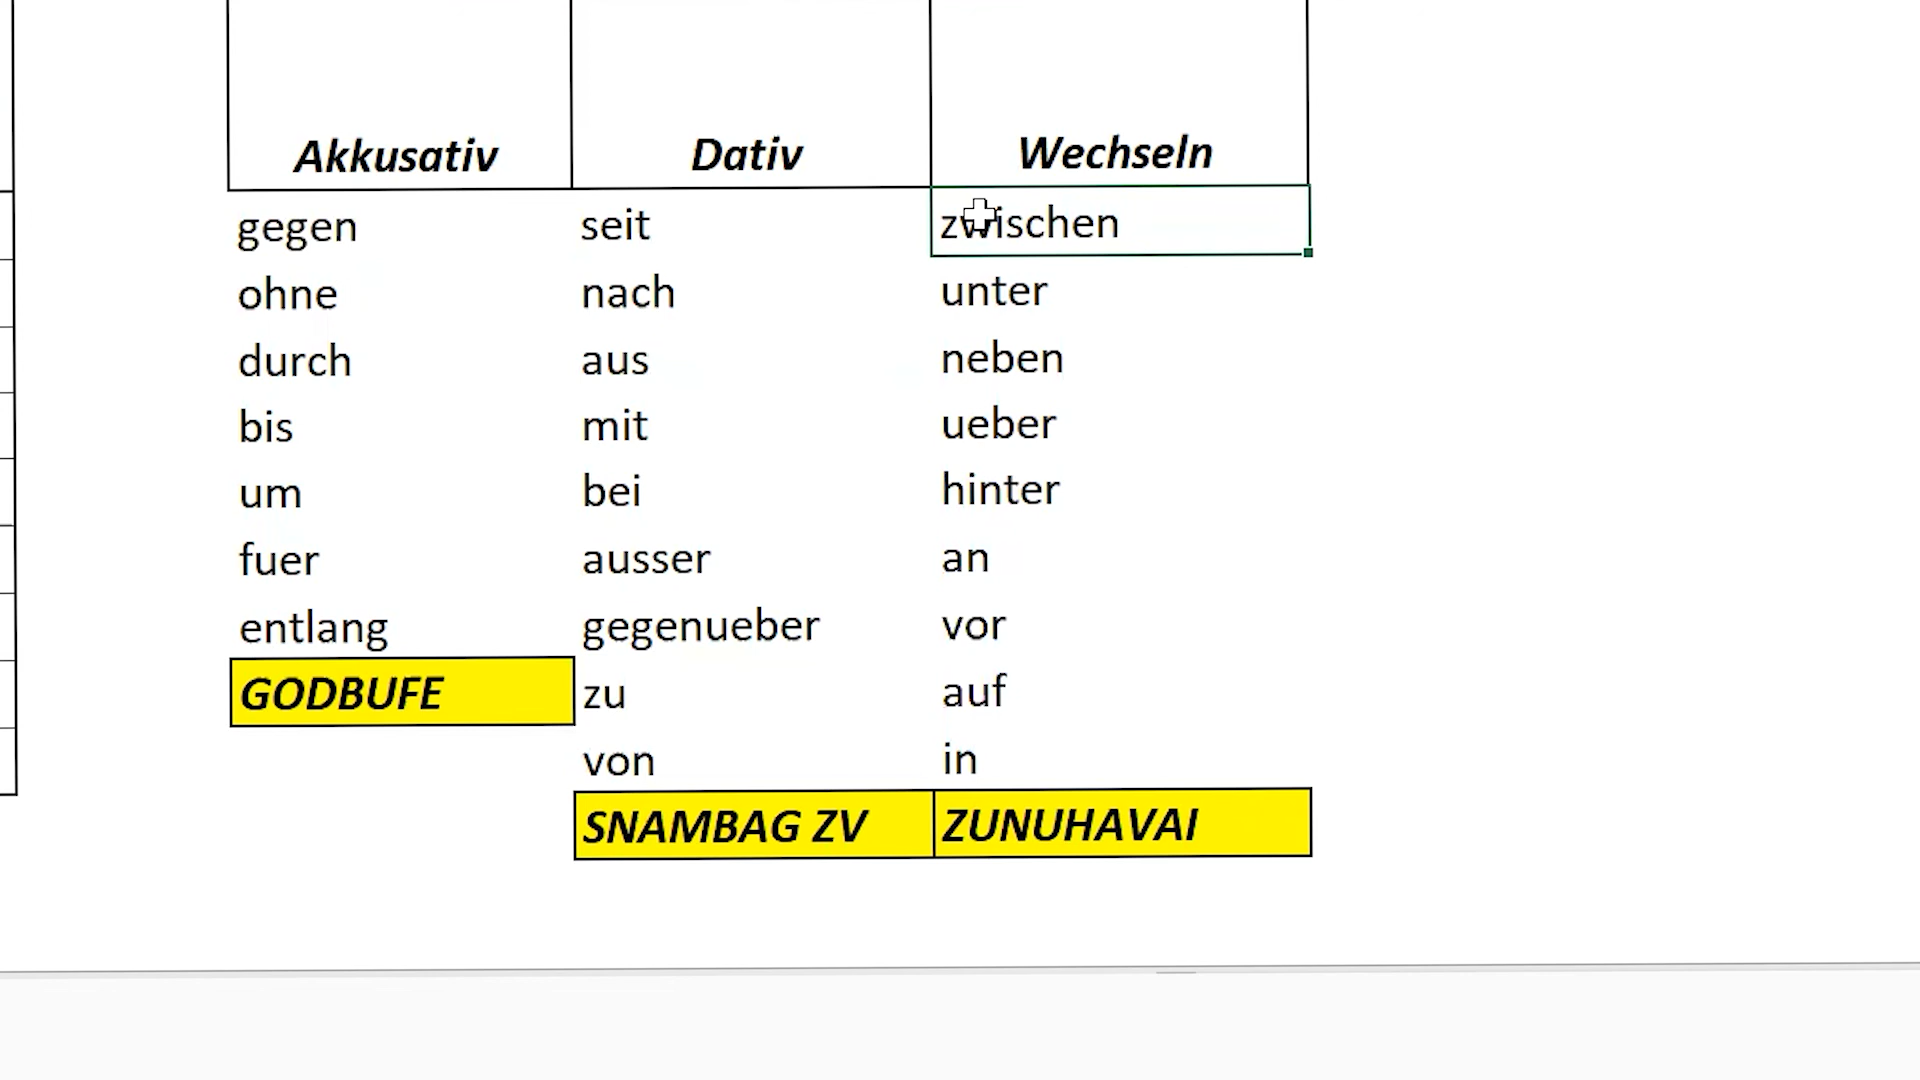 Akkusativ Dativ Wechseln
gegen seit zwischen
ohne nach unter
durch aus neben
bis mit ueber
um bei hinter
fuer ausser an
entlang gegenueber vor
GODBUFE zu auf
von in
SNAMBAG ZV ZUNUHAVAI